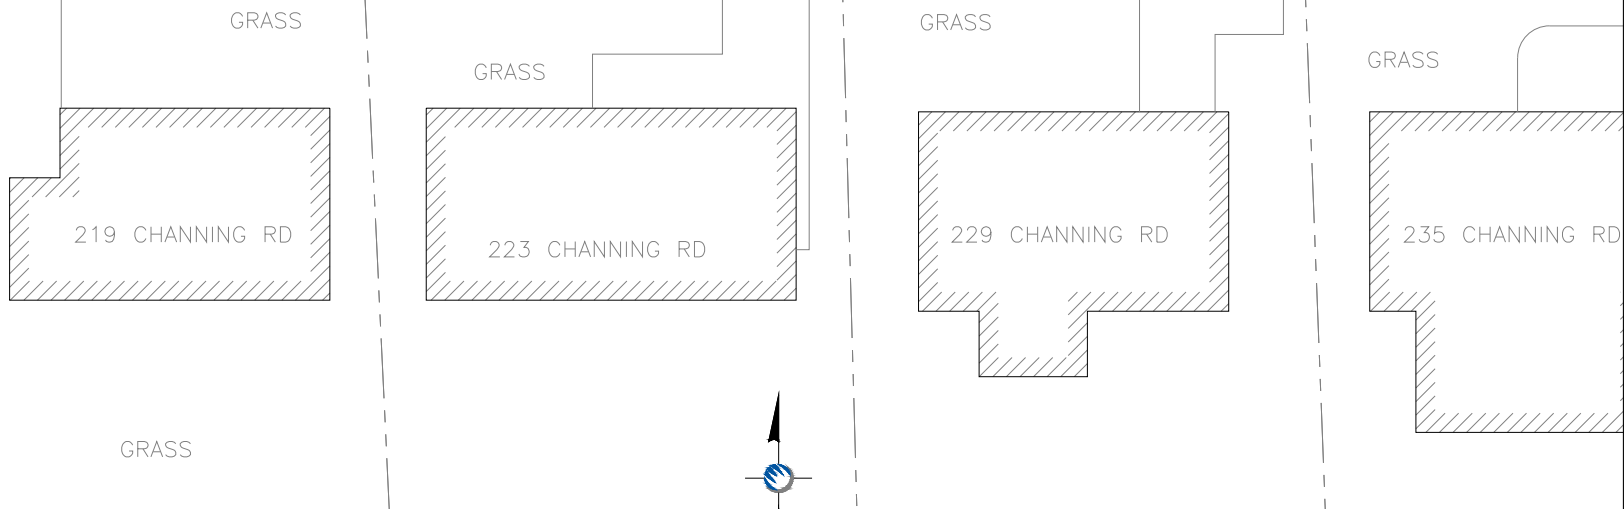 GRASS
GRASS
GRASS
GRASS
219 CHANNING RD
223 CHANNING RD
229 CHANNING RD
235 CHANNING RD
GRASS